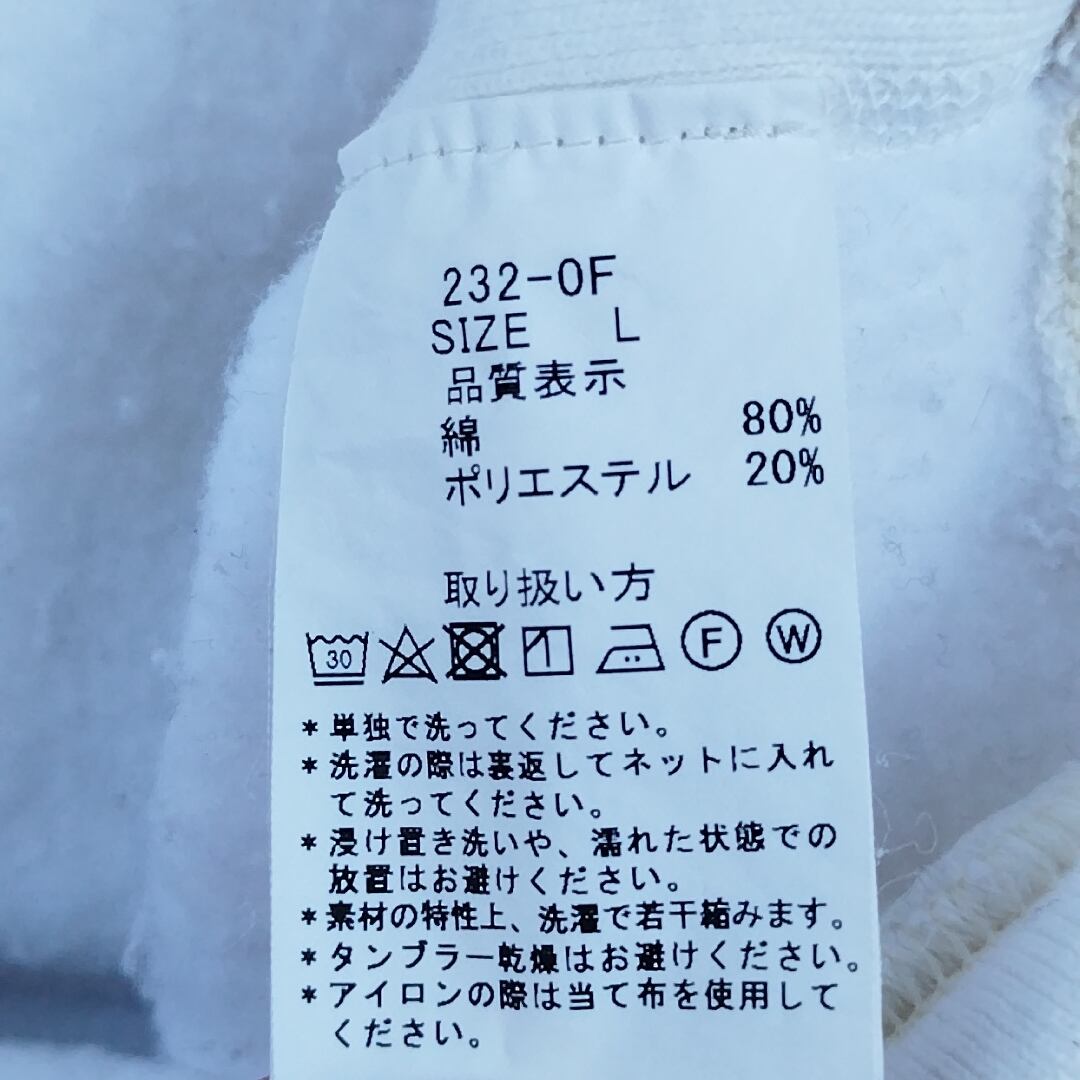 232-0F
SIZE L
品質表示
綿 80%
ポリエステル 20%
取り扱い方
30 F W
*単独で洗ってください。
*洗濯の際は裏返してネットに入れ
て洗ってください。
*浸け置き洗いや、濡れた状態での
放置はお避けください。
*素材の特性上、洗濯で若干縮みます。
*タンブラー乾燥はお避けください。
*アイロンの際は当て布を使用して
ください。